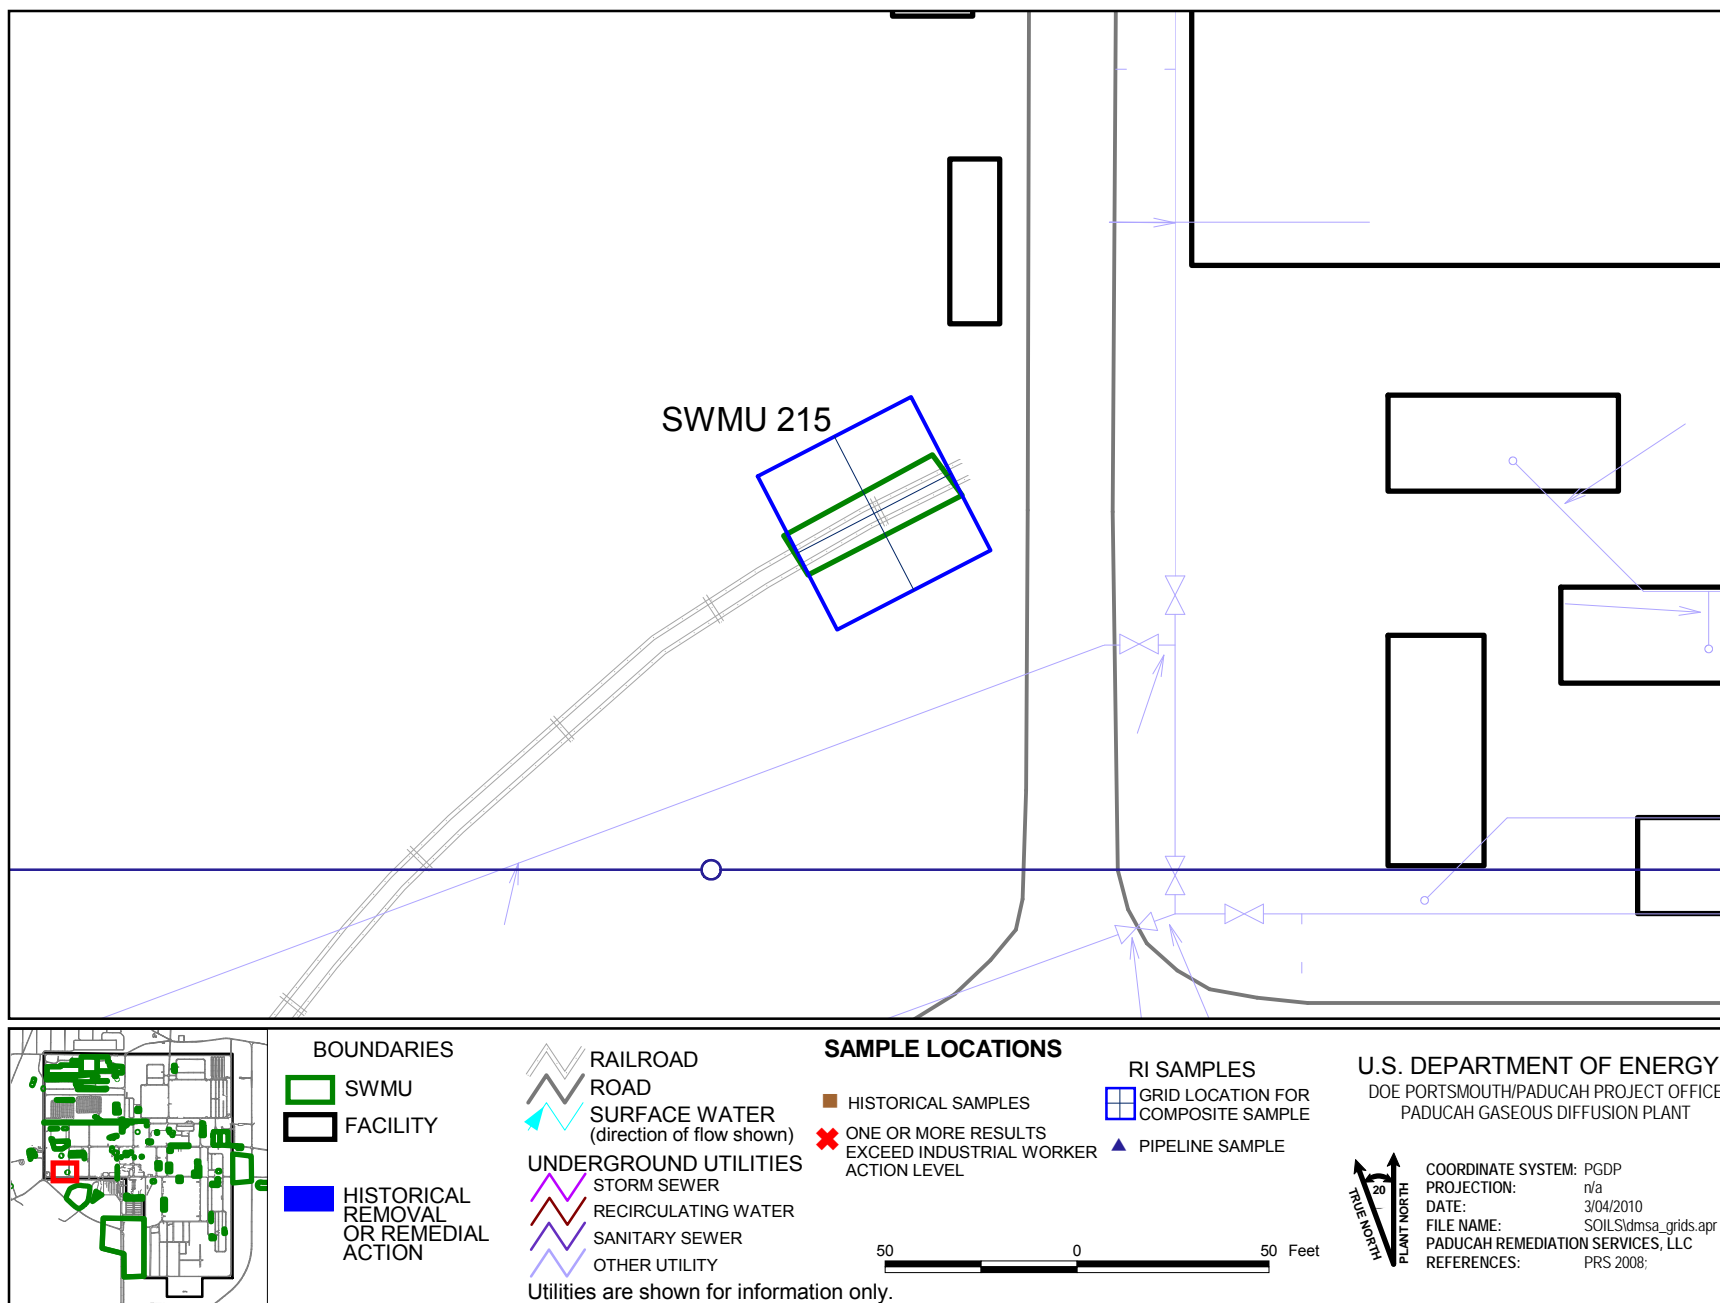 SWMU 215
BOUNDARIES
SWMU
FACILITY
HISTORICAL
REMOVAL
OR REMEDIAL
ACTION
RAILROAD
ROAD
SURFACE WATER
(direction of flow shown)
UNDERGROUND UTILITIES
STORM SEWER
RECIRCULATING WATER
SANITARY SEWER
OTHER UTILITY
Utilities are shown for information only.
SAMPLE LOCATIONS
HISTORICAL SAMPLES
ONE OR MORE RESULTS
EXCEED INDUSTRIAL WORKER
ACTION LEVEL
RI SAMPLES
GRID LOCATION FOR
COMPOSITE SAMPLE
PIPELINE SAMPLE
50 0 50 Feet
U.S. DEPARTMENT OF ENERGY
DOE PORTSMOUTH/PADUCAH PROJECT OFFICE
PADUCAH GASEOUS DIFFUSION PLANT
TRUE NORTH
20
PLANT NORTH
COORDINATE SYSTEM: PGDP
PROJECTION: n/a
DATE: 3/04/2010
FILE NAME: SOILS\dmsa_grids.apr
PADUCAH REMEDIATION SERVICES, LLC
REFERENCES: PRS 2008;